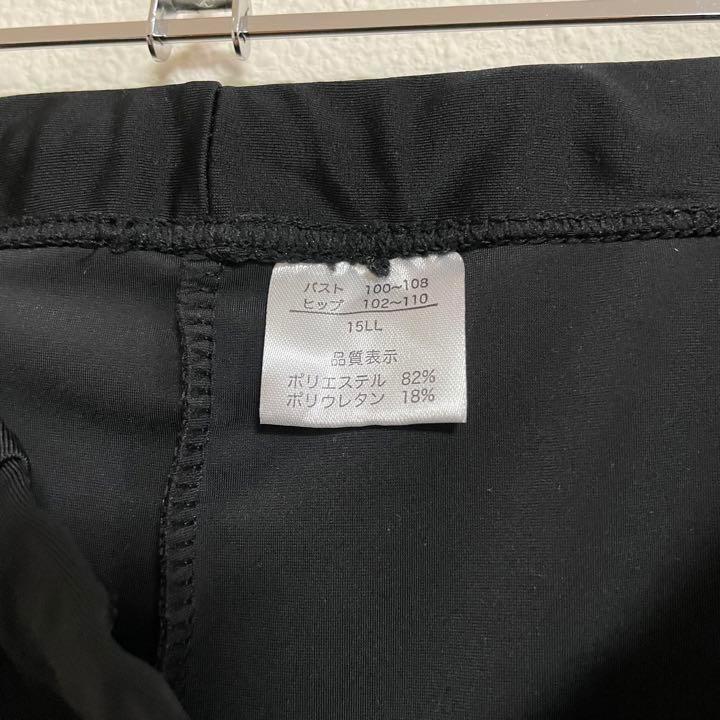 バスト 100~108
ヒップ 102~110
15LL
品質表示
ポリエステル 82%
ポリウレタン 18%